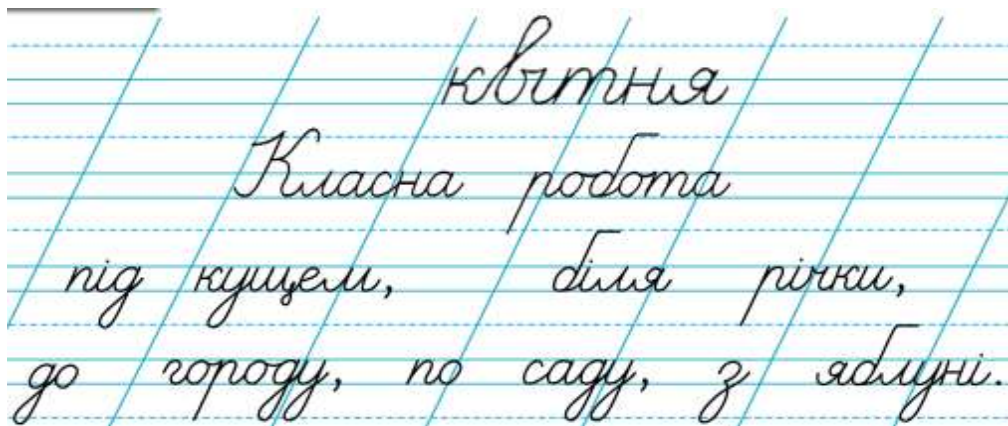 квітня
Класна робота
під кущем, біля річки,
до городу, по саду, з яблуні.